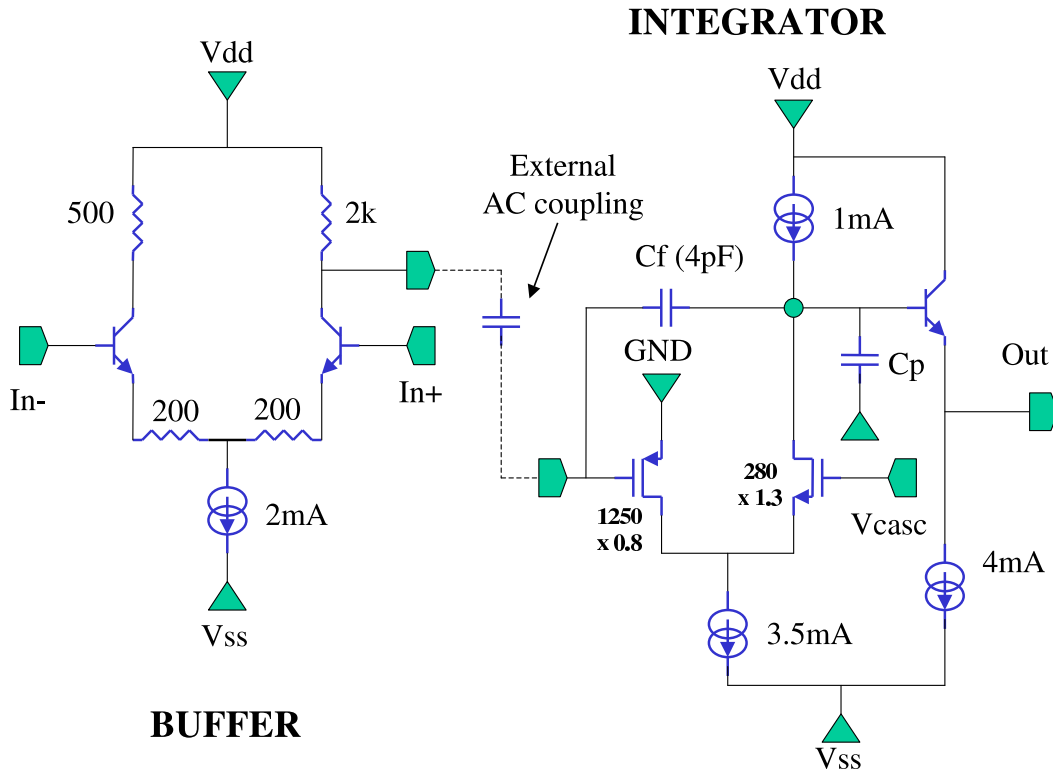 INTEGRATOR
Vdd
Vdd
External
AC coupling
500
2k
1mA
Cf (4pF)
GND
Cp
Out
In-
In+
200
200
280
x 1.3
1250
x 0.8
Vcasc
2mA
4mA
3.5mA
Vss
BUFFER
Vss